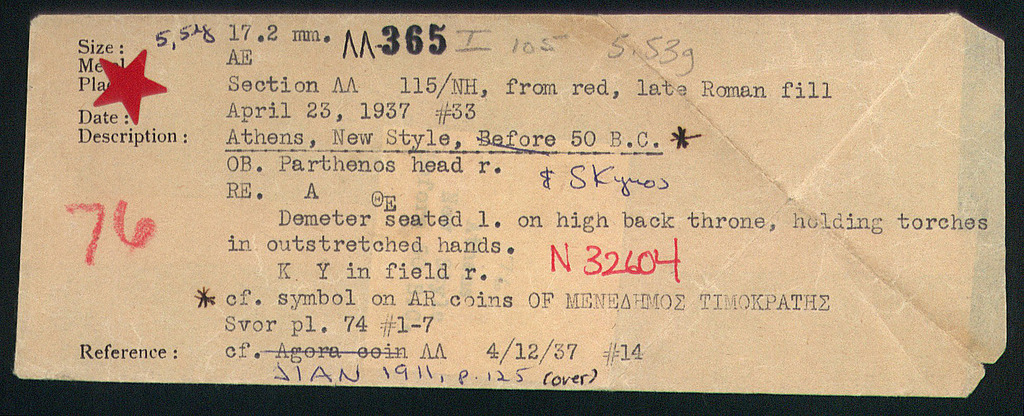 Size: 5,52g 17.2 mm. ΛΛ-365 I 105 5.53g
AE
Section ΛΛ 115/NH, from red, late Roman fill
Date: April 23, 1937 #33
Description: Athens, New Style, Before 50 B.C. *
OB. Parthenos head r.
& Skyros
RE. A
ΘE
76
Demeter seated l. on high back throne, holding torches
in outstretched hands.
N 32604
K Y in field r.
* cf. symbol on AR coins OF ΜΕΝΕΔΗΜΟΣ ΤΙΜΟΚΡΑΤΗΣ
Svor pl. 74 #1-7
Reference: cf. Agora coin ΛΛ 4/12/37 #14
JIAN 1911, p.125 (over)